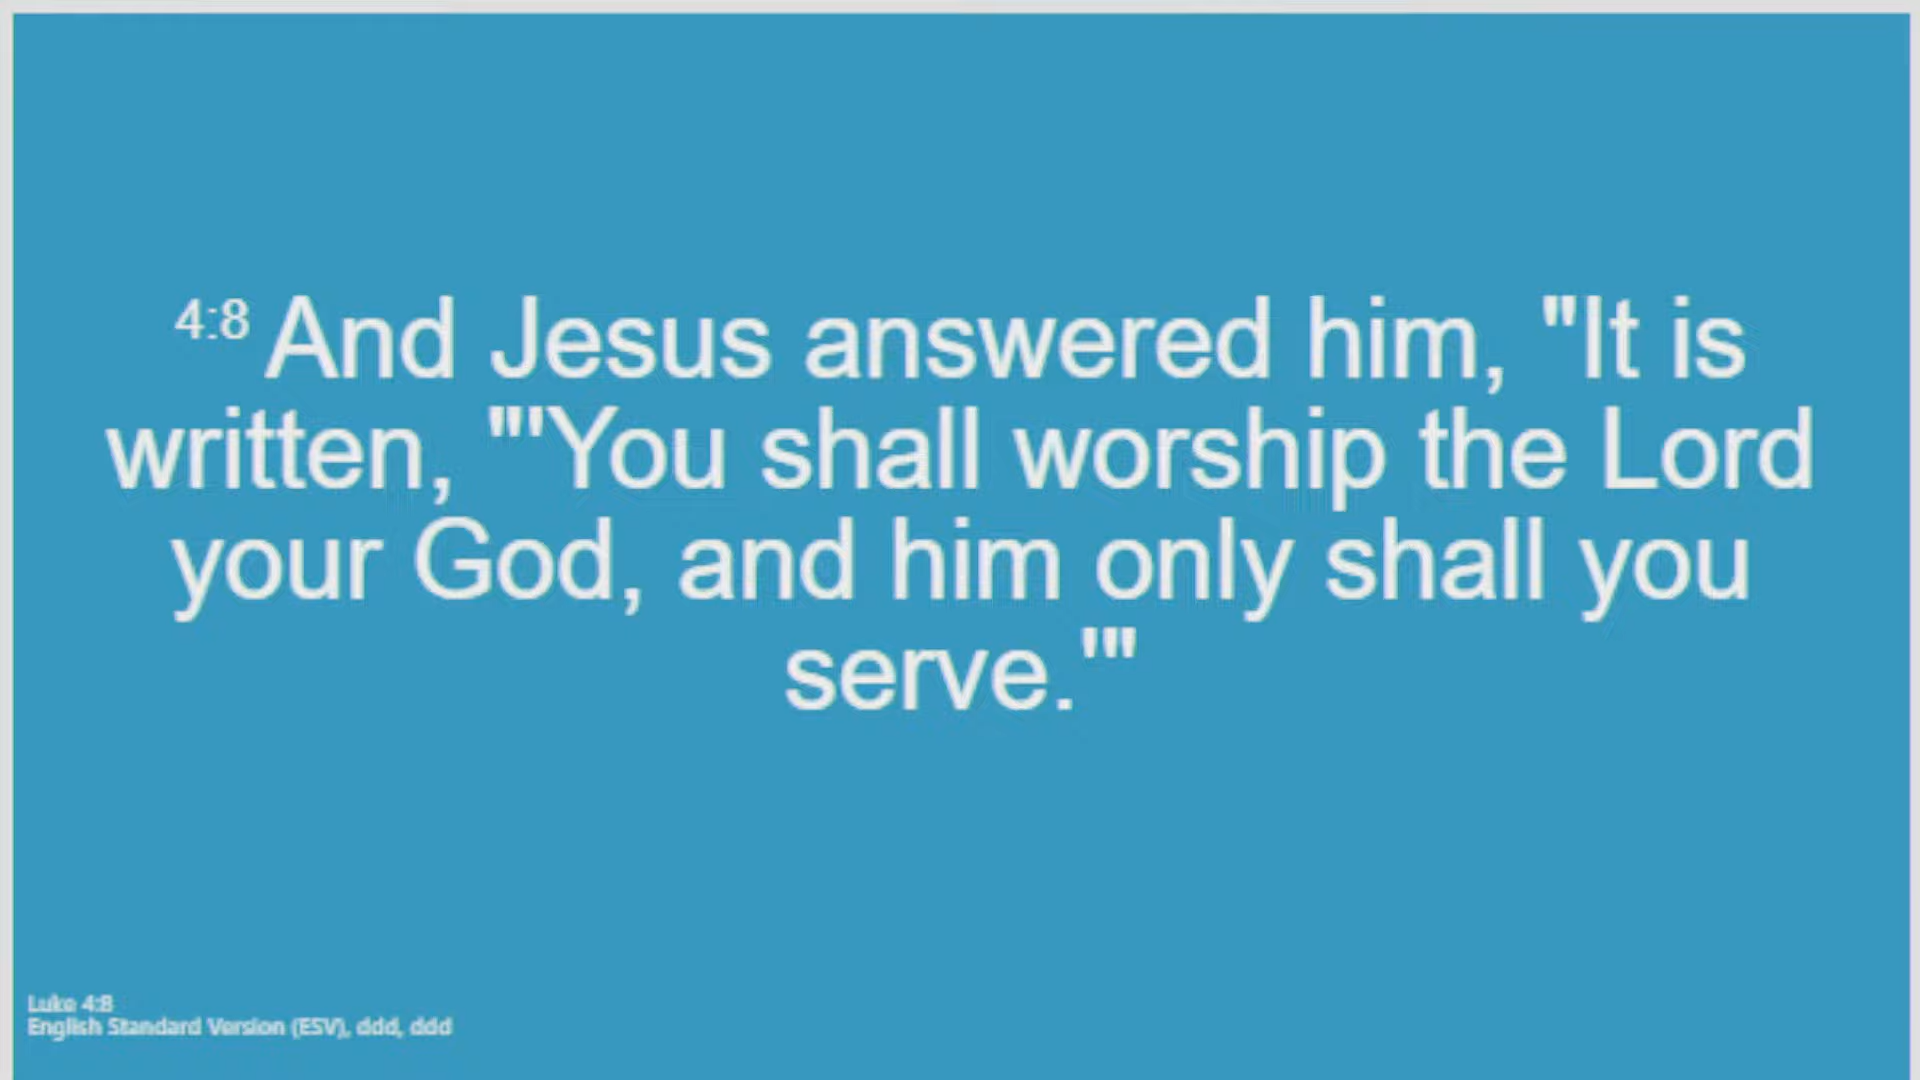 4:8 And Jesus answered him, "It is
written, "'You shall worship the Lord
your God, and him only shall you
serve.'"
Luke 4:8
English Standard Version (ESV), ddd, ddd